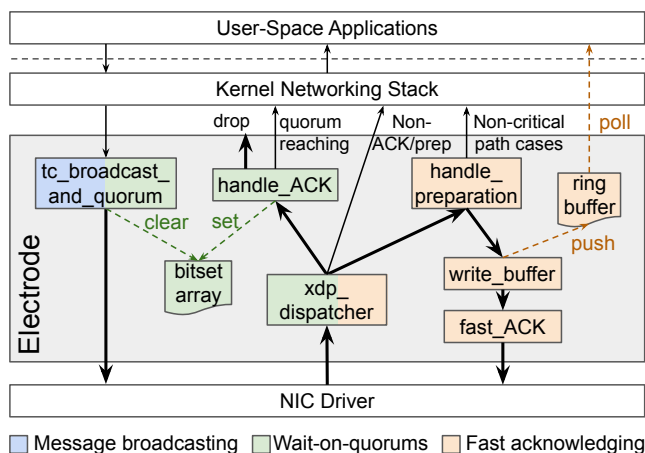 User-Space Applications
Kernel Networking Stack
drop
quorum
reaching
Non-
ACK/prep
Non-critical
path cases
poll
tc_broadcast_
and_quorum
handle_ACK
handle_
preparation
ring
buffer
clear
set
push
bitset
array
xdp_
dispatcher
write_buffer
fast_ACK
Electrode
NIC Driver
Message broadcasting
Wait-on-quorums
Fast acknowledging